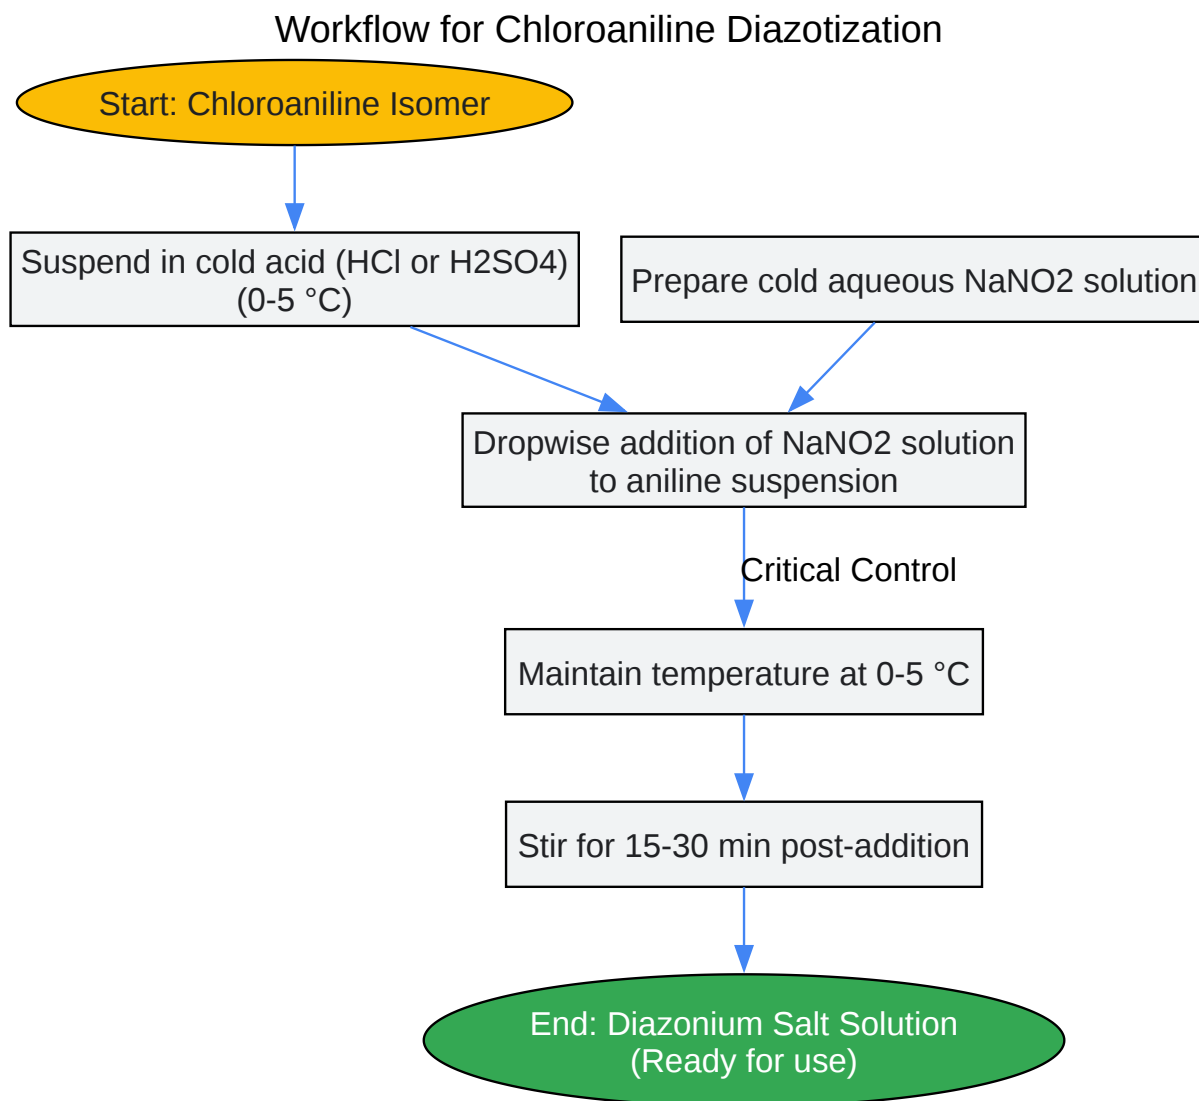 Workflow for Chloroaniline Diazotization
Start: Chloroaniline Isomer
Suspend in cold acid (HCl or H2SO4)
(0-5 °C)
Prepare cold aqueous NaNO2 solution
Dropwise addition of NaNO2 solution
to aniline suspension
Critical Control
Maintain temperature at 0-5 °C
Stir for 15-30 min post-addition
End: Diazonium Salt Solution
(Ready for use)